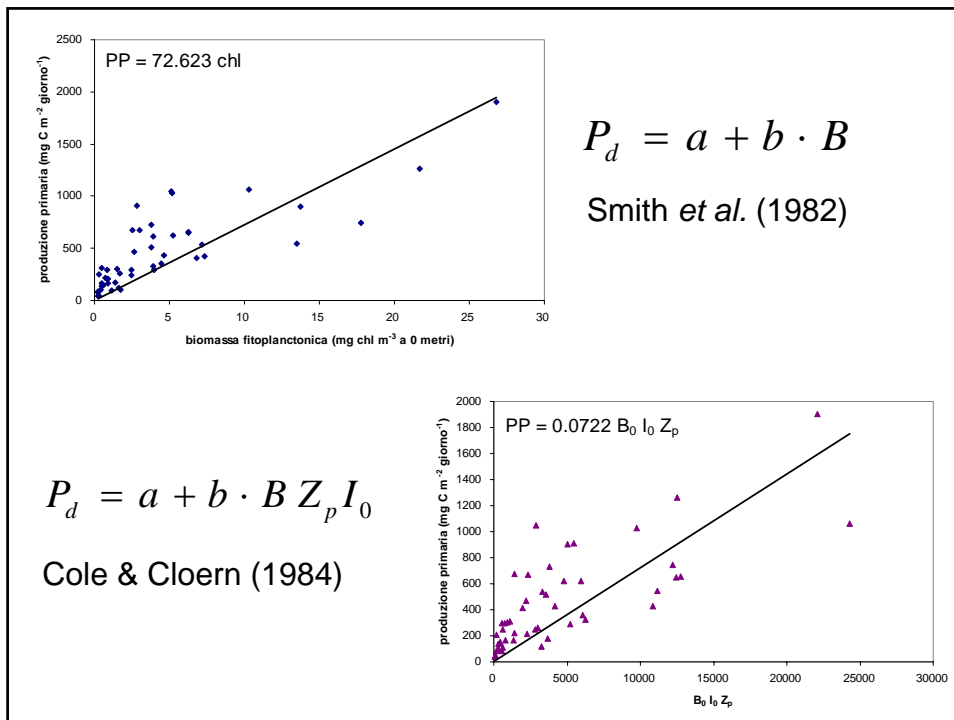 PP = 72.623 chl
2500
2000
1500
1000
500
0
produzione primaria (mg C m⁻² giorno⁻¹)
0 5 10 15 20 25 30
biomassa fitoplanctonica (mg chl m⁻³ a 0 metri)
P_d = a + b · B
Smith et al. (1982)
P_d = a + b · B Z_p I_0
Cole & Cloern (1984)
PP = 0.0722 B₀ I₀ Zₚ
2000
1800
1600
1400
1200
1000
800
600
400
200
0
produzione primaria (mg C m⁻² giorno⁻¹)
0 5000 10000 15000 20000 25000 30000
B₀ I₀ Zₚ